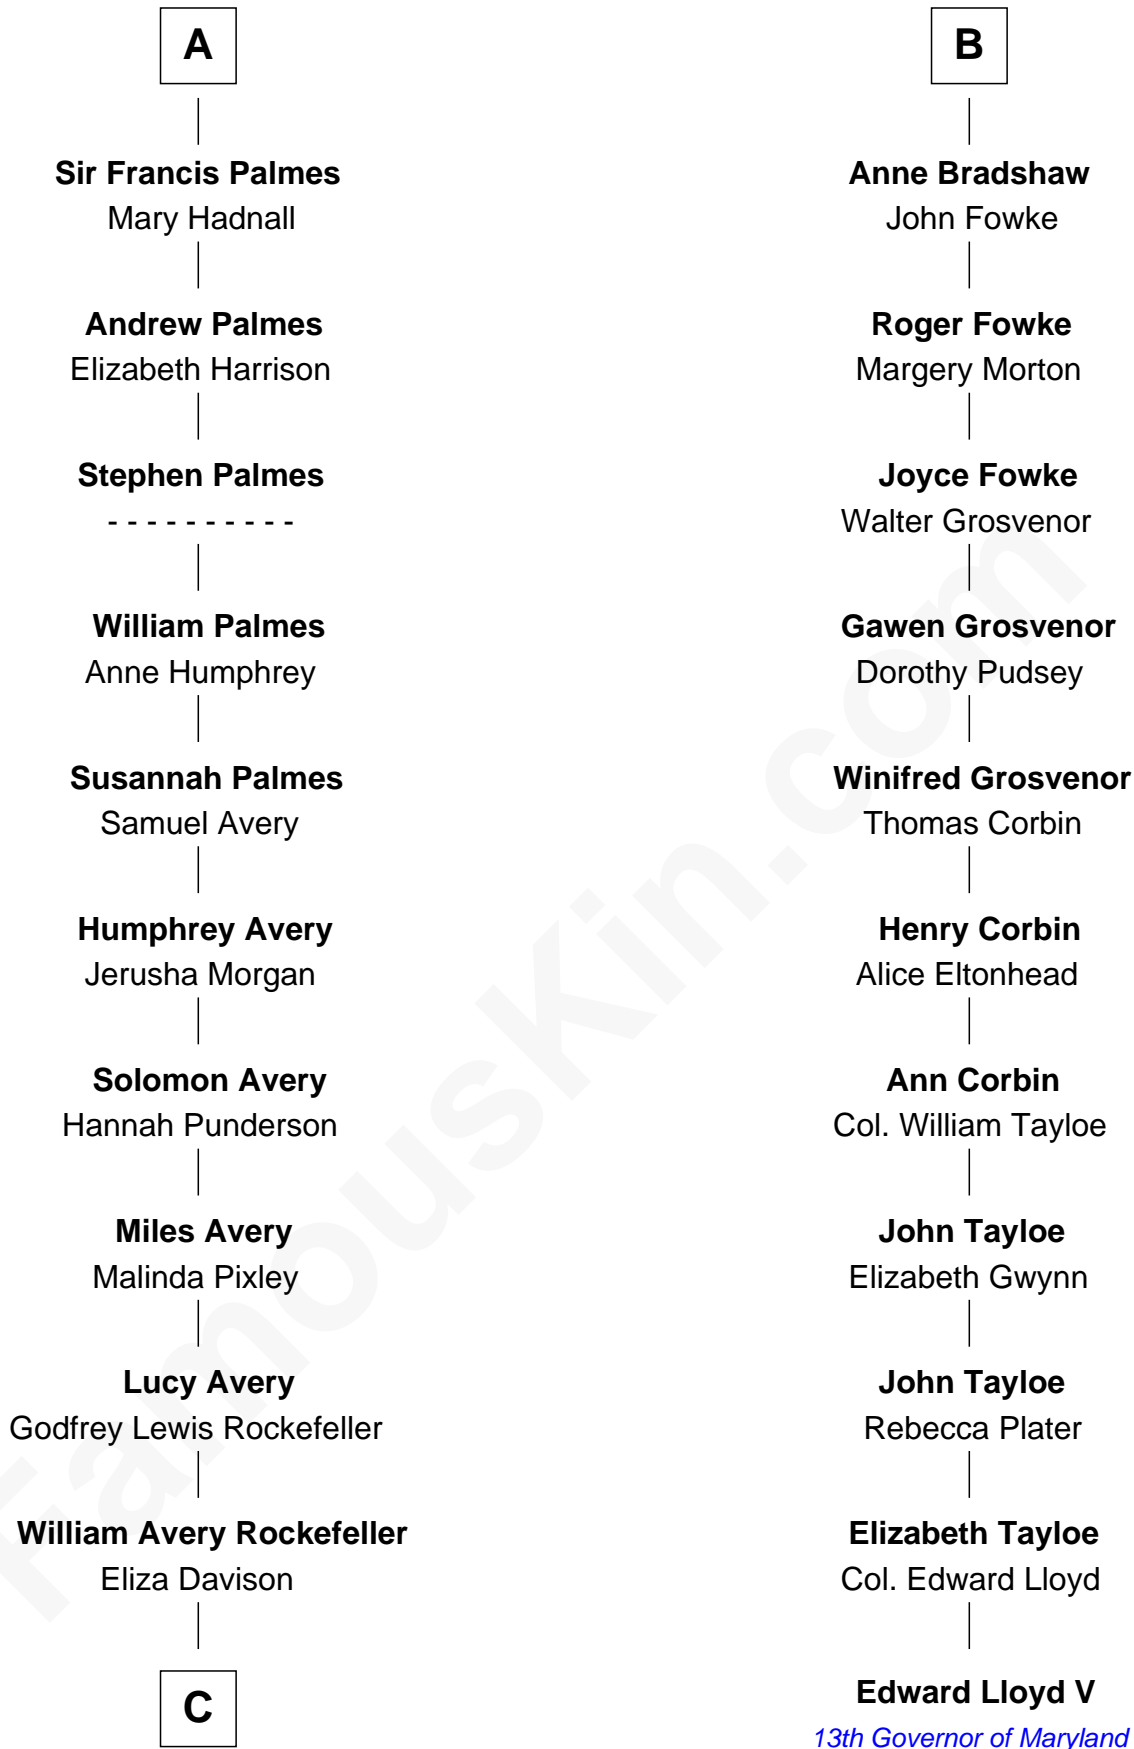 A
Sir Francis Palmes
Mary Hadnall
Andrew Palmes
Elizabeth Harrison
Stephen Palmes
- - - - - - - - - -
William Palmes
Anne Humphrey
Susannah Palmes
Samuel Avery
Humphrey Avery
Jerusha Morgan
Solomon Avery
Hannah Punderson
Miles Avery
Malinda Pixley
Lucy Avery
Godfrey Lewis Rockefeller
William Avery Rockefeller
Eliza Davison
C
B
Anne Bradshaw
John Fowke
Roger Fowke
Margery Morton
Joyce Fowke
Walter Grosvenor
Gawen Grosvenor
Dorothy Pudsey
Winifred Grosvenor
Thomas Corbin
Henry Corbin
Alice Eltonhead
Ann Corbin
Col. William Tayloe
John Tayloe
Elizabeth Gwynn
John Tayloe
Rebecca Plater
Elizabeth Tayloe
Col. Edward Lloyd
Edward Lloyd V
13th Governor of Maryland
FamousKin.com